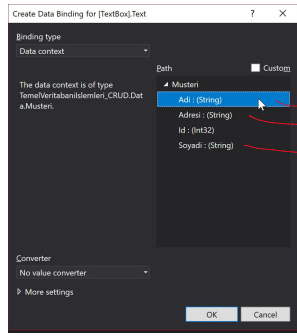 Create Data Binding for [TextBox].Text ? ×
Binding type
Data context
Path
Custom
The data context is of type
TemelVeritabaniIslemleri_CRUD.Dat
a.Musteri.
Musteri
Adi : (String)
Adresi : (String)
Id : (Int32)
Soyadi : (String)
Converter
No value converter
More settings
OK
Cancel